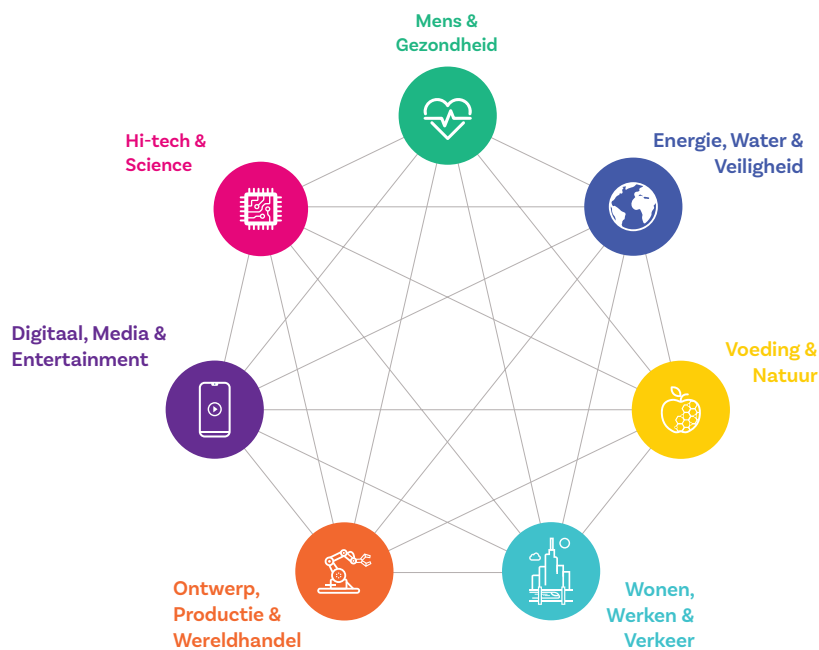 Mens &
Gezondheid
Hi-tech &
Science
Energie, Water &
Veiligheid
Digitaal, Media &
Entertainment
Voeding &
Natuur
Ontwerp,
Productie &
Wereldhandel
Wonen,
Werken &
Verkeer